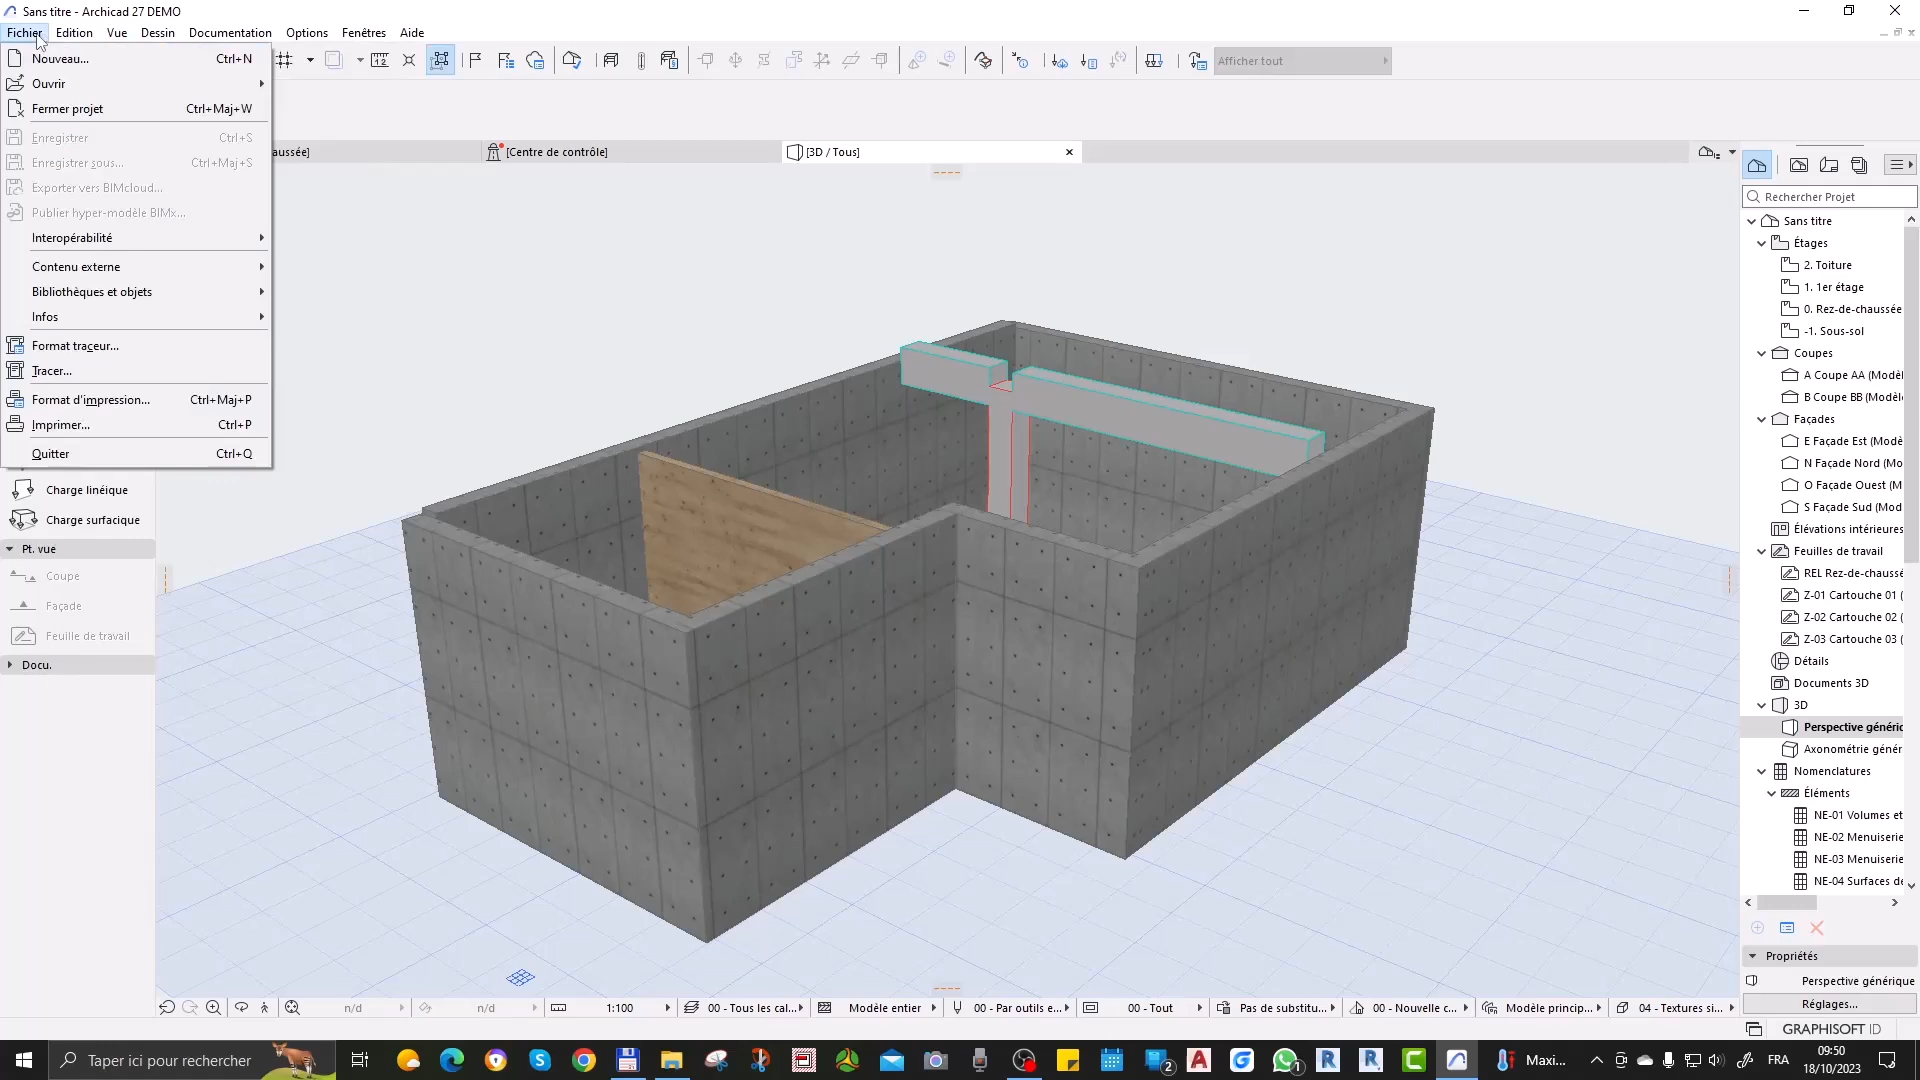 Sans titre - Archicad 27 DEMO
Fichier Edition Vue Dessin Documentation Options Fenêtres Aide
Nouveau... Ctrl+N
Ouvrir
Fermer projet Ctrl+Maj+W
Enregistrer Ctrl+S
Enregistrer sous... Ctrl+Maj+S
Exporter vers BIMcloud...
Publier hyper-modèle BIMx...
Interopérabilité
Contenu externe
Bibliothèques et objets
Infos
Format traceur...
Tracer...
Format d'impression... Ctrl+Maj+P
Imprimer... Ctrl+P
Quitter Ctrl+Q
Charge linéique
Charge surfacique
Pt. vue
Coupe
Façade
Feuille de travail
Docu.
Afficher tout
aussée]
[Centre de contrôle]
[3D / Tous]
Rechercher Projet
Sans titre
Étages
2. Toiture
1. 1er étage
0. Rez-de-chaussée
-1. Sous-sol
Coupes
A Coupe AA (Modèl
B Coupe BB (Modèle
Façades
E Façade Est (Modè
N Façade Nord (Mo
O Façade Ouest (M
S Façade Sud (Mod
Élévations intérieures
Feuilles de travail
REL Rez-de-chaussé
Z-01 Cartouche 01 (
Z-02 Cartouche 02 (
Z-03 Cartouche 03 (
Détails
Documents 3D
3D
Perspective généric
Axonométrie génér
Nomenclatures
Éléments
NE-01 Volumes et
NE-02 Menuiserie
NE-03 Menuiserie
NE-04 Surfaces de
Propriétés
Perspective générique
Réglages...
n/d n/d 1:100 00 - Tous les cal... Modèle entier 00 - Par outils e... 00 - Tout Pas de substitu... 00 - Nouvelle c... Modèle princip... 04 - Textures si...
GRAPHISOFT ID
Taper ici pour rechercher
2
1
Maxi...
FRA
09:50
18/10/2023